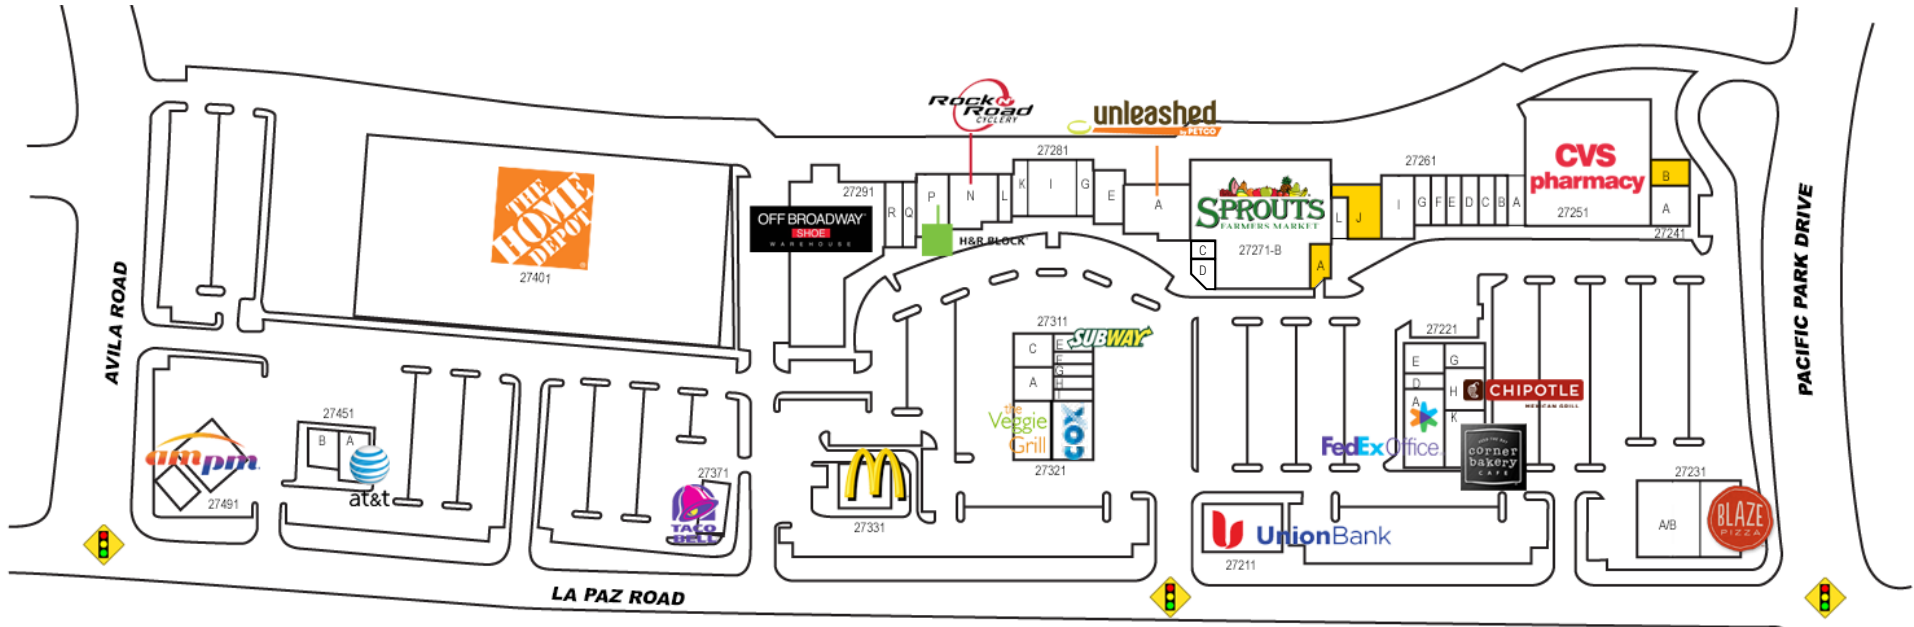 Rock N
Road
CYCLERY
unleashed
by PETCO
27281
27261
27291
R
Q
P
N
L
K
I
G
E
A
H&R BLOCK
OFF BROADWAY
SHOE
WAREHOUSE
THE
HOME
DEPOT
27401
SPROUTS
FARMERS MARKET
27271-B
C
D
A
L
J
I
G
F
E
D
C
B
A
CVS
pharmacy
27251
B
A
27241
AVILA ROAD
PACIFIC PARK DRIVE
27311
SUBWAY
C
E
F
G
H
I
A
the
Veggie
Grill
COX
27321
27221
E
G
D
H
A
K
CHIPOTLE
MEXICAN GRILL
FedEx Office
corner
bakery
CAFE
27451
B
A
at&t
ampm
27491
27371
TACO
BELL
27331
UnionBank
27211
27231
A/B
BLAZE
PIZZA
LA PAZ ROAD